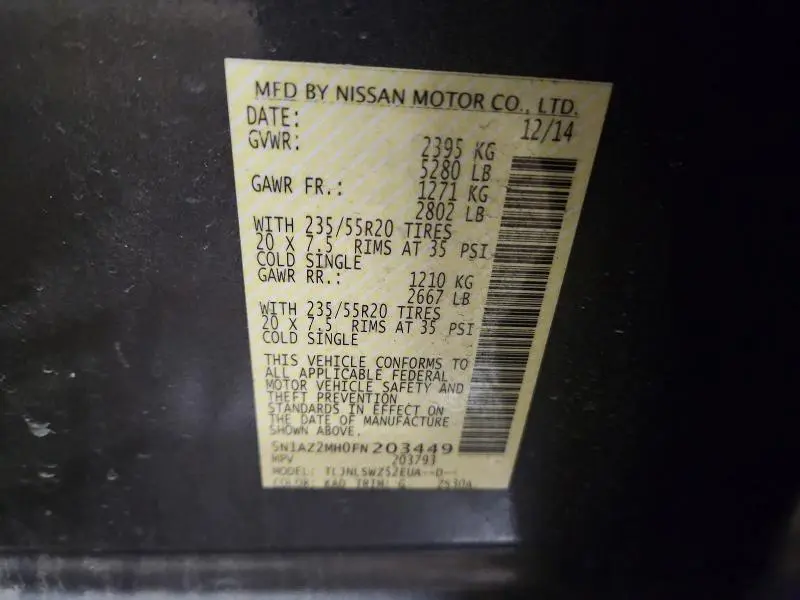 MFD BY NISSAN MOTOR CO., LTD.
DATE: 12/14
GVWR: 2395 KG
5280 LB
GAWR FR.: 1271 KG
2802 LB
WITH 235/55R20 TIRES
20 X 7.5 RIMS AT 35 PSI
COLD SINGLE
GAWR RR.: 1210 KG
2667 LB
WITH 235/55R20 TIRES
20 X 7.5 RIMS AT 35 PSI
COLD SINGLE
THIS VEHICLE CONFORMS TO
ALL APPLICABLE FEDERAL
MOTOR VEHICLE SAFETY AND
THEFT PREVENTION
STANDARDS IN EFFECT ON
THE DATE OF MANUFACTURE
SHOWN ABOVE.
5N1AZ2MH0FN203449
MPV 203793
MODEL:
COLOR: KAD TRIM: G